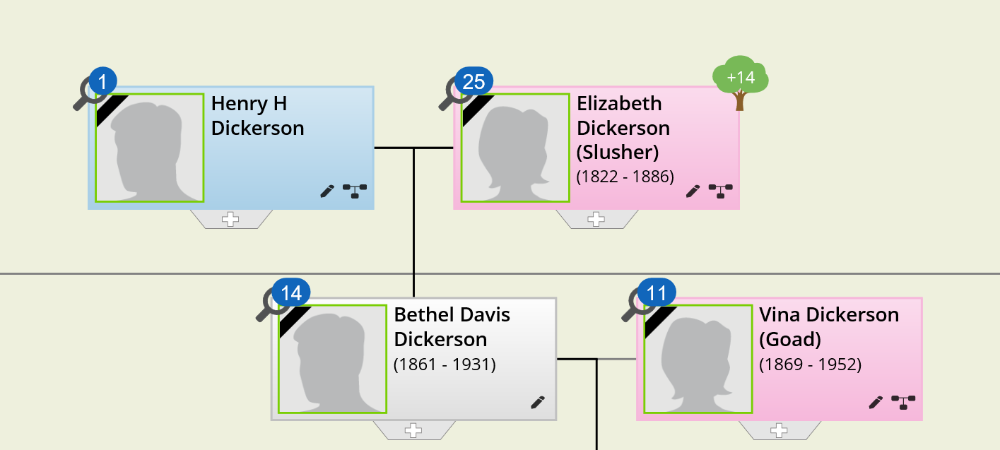 1
Henry H
Dickerson
25
Elizabeth
Dickerson
(Slusher)
(1822 - 1886)
+14
14
Bethel Davis
Dickerson
(1861 - 1931)
11
Vina Dickerson
(Goad)
(1869 - 1952)